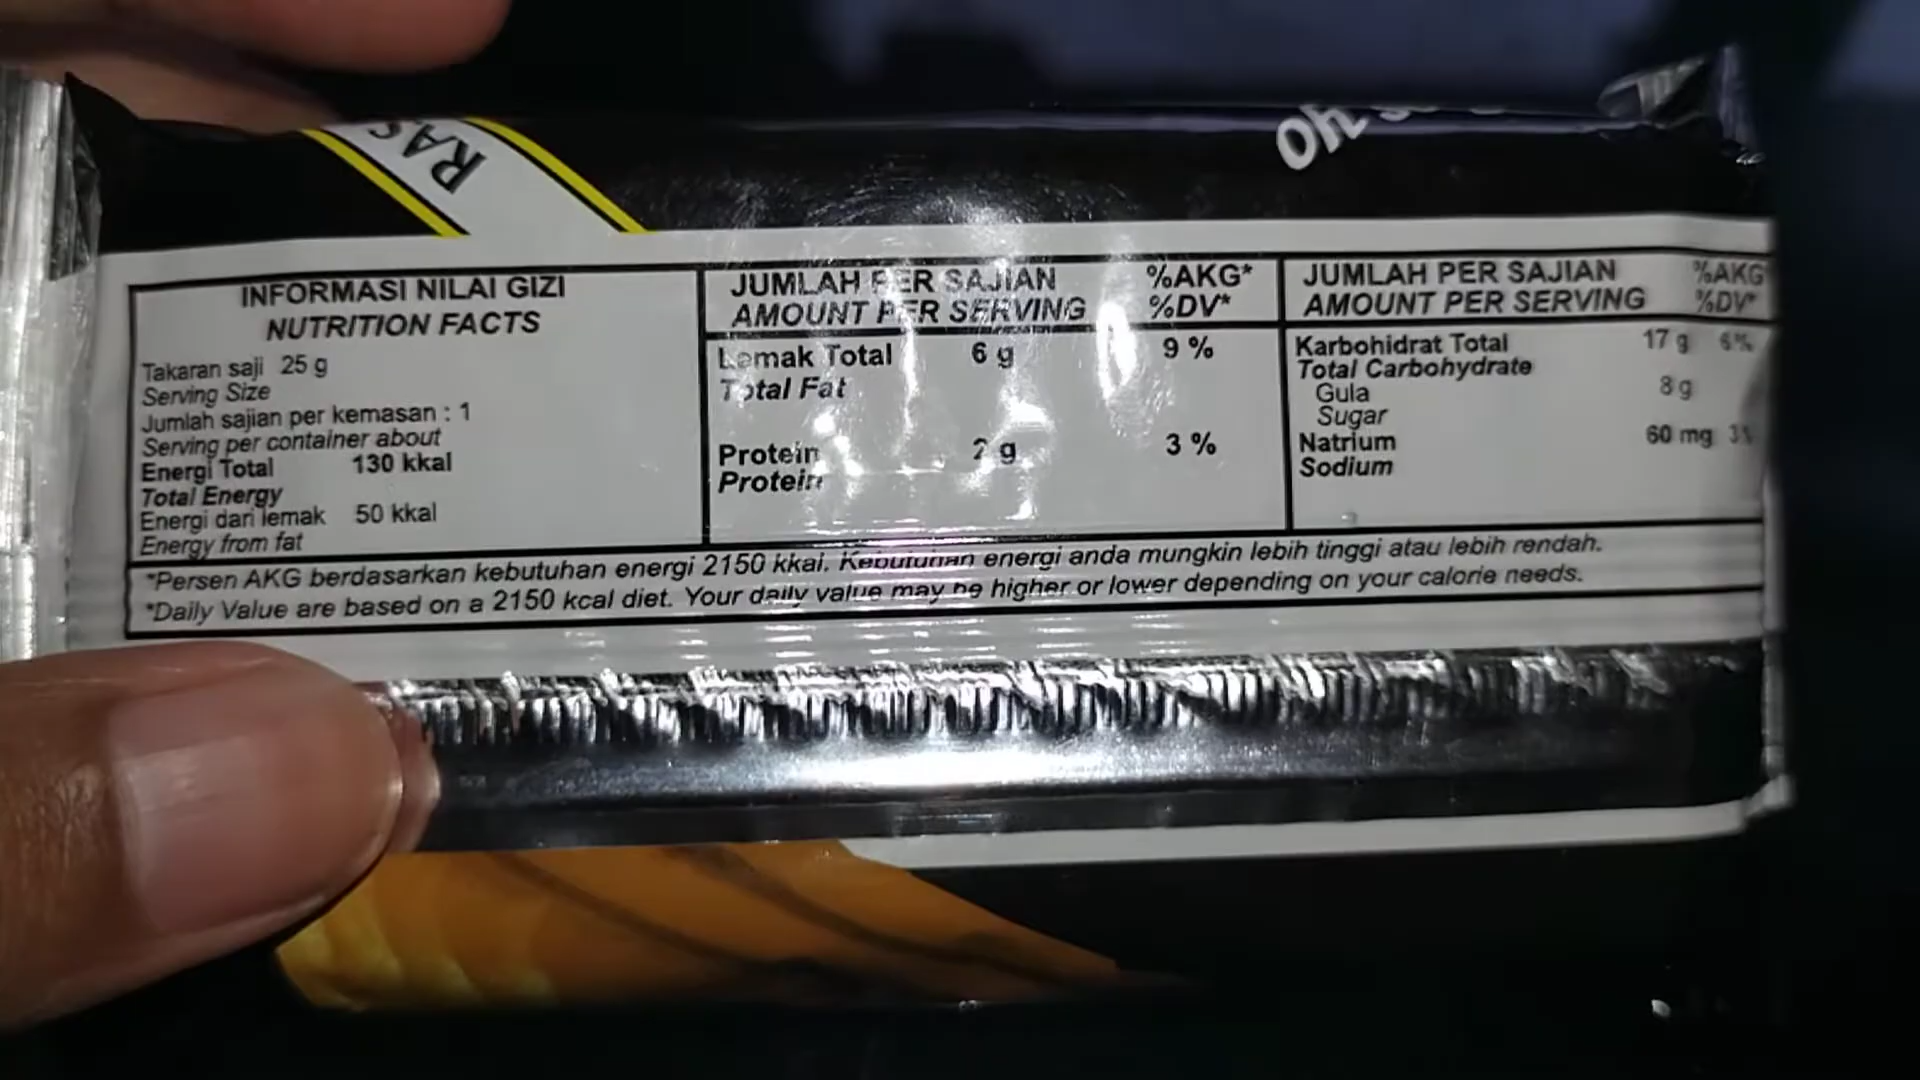 RAS
Oh
INFORMASI NILAI GIZI
NUTRITION FACTS
Takaran saji 25 g
Serving Size
Jumlah sajian per kemasan : 1
Serving per container about
Energi Total 130 kkal
Total Energy
Energi dari lemak 50 kkal
Energy from fat
JUMLAH PER SAJIAN %AKG*
AMOUNT PER SERVING %DV*
Lemak Total 6 g 9 %
Total Fat
Protein 2 g 3 %
Protein
JUMLAH PER SAJIAN %AKG
AMOUNT PER SERVING %DV*
Karbohidrat Total 17 g 6%
Total Carbohydrate
Gula 8 g
Sugar
Natrium 60 mg 3%
Sodium
*Persen AKG berdasarkan kebutuhan energi 2150 kkal. Kebutuhan energi anda mungkin lebih tinggi atau lebih rendah.
*Daily Value are based on a 2150 kcal diet. Your daily value may be higher or lower depending on your calorie needs.